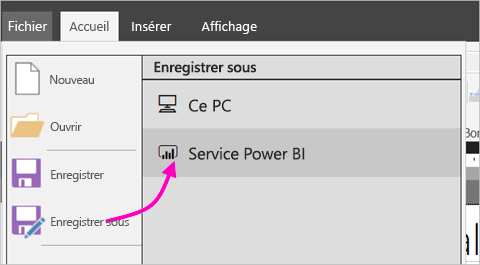 Fichier Accueil Insérer Affichage
Enregistrer sous
Nouveau
Ce PC
Ouvrir
Service Power BI
Enregistrer
Enregistrer sous